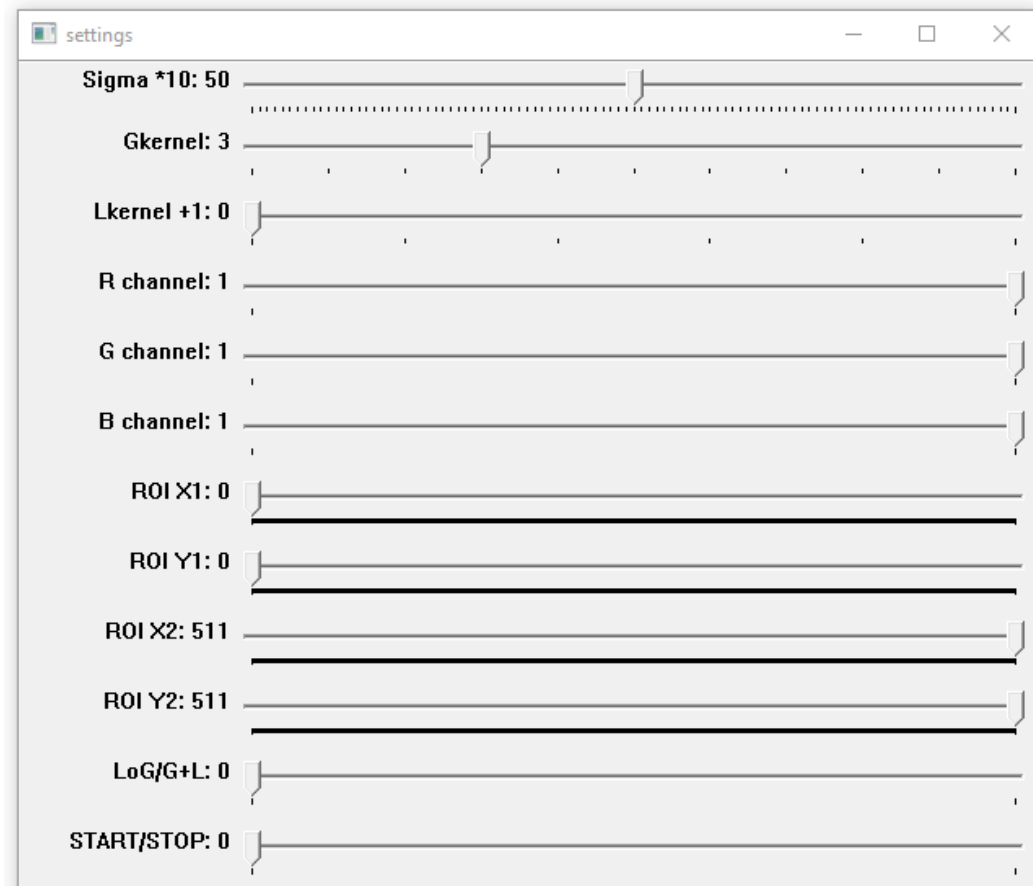 settings
Sigma *10: 50
Gkernel: 3
Lkernel +1: 0
R channel: 1
G channel: 1
B channel: 1
ROI X1: 0
ROI Y1: 0
ROI X2: 511
ROI Y2: 511
LoG/G+L: 0
START/STOP: 0